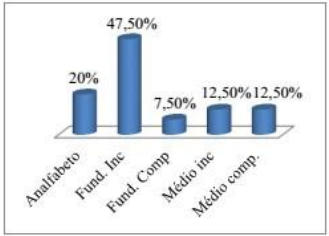 47,50%
20%
7,50%
12,50% 12,50%
Analfabeto
Fund. Inc
Fund. Comp
Médio inc
Médio comp.